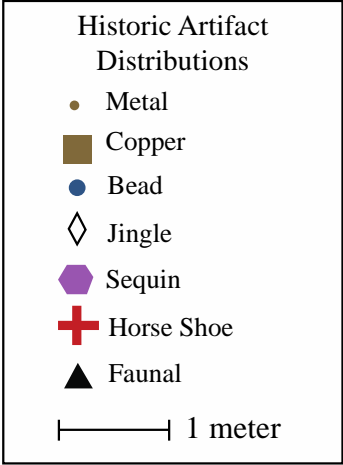 Historic Artifact
Distributions
Metal
Copper
Bead
Jingle
Sequin
Horse Shoe
Faunal
1 meter